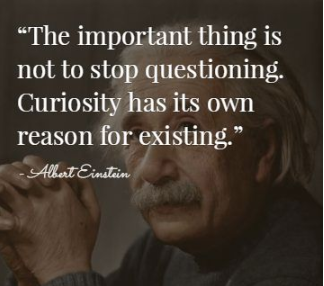 “The important thing is
not to stop questioning.
Curiosity has its own
reason for existing.”
- Albert Einstein